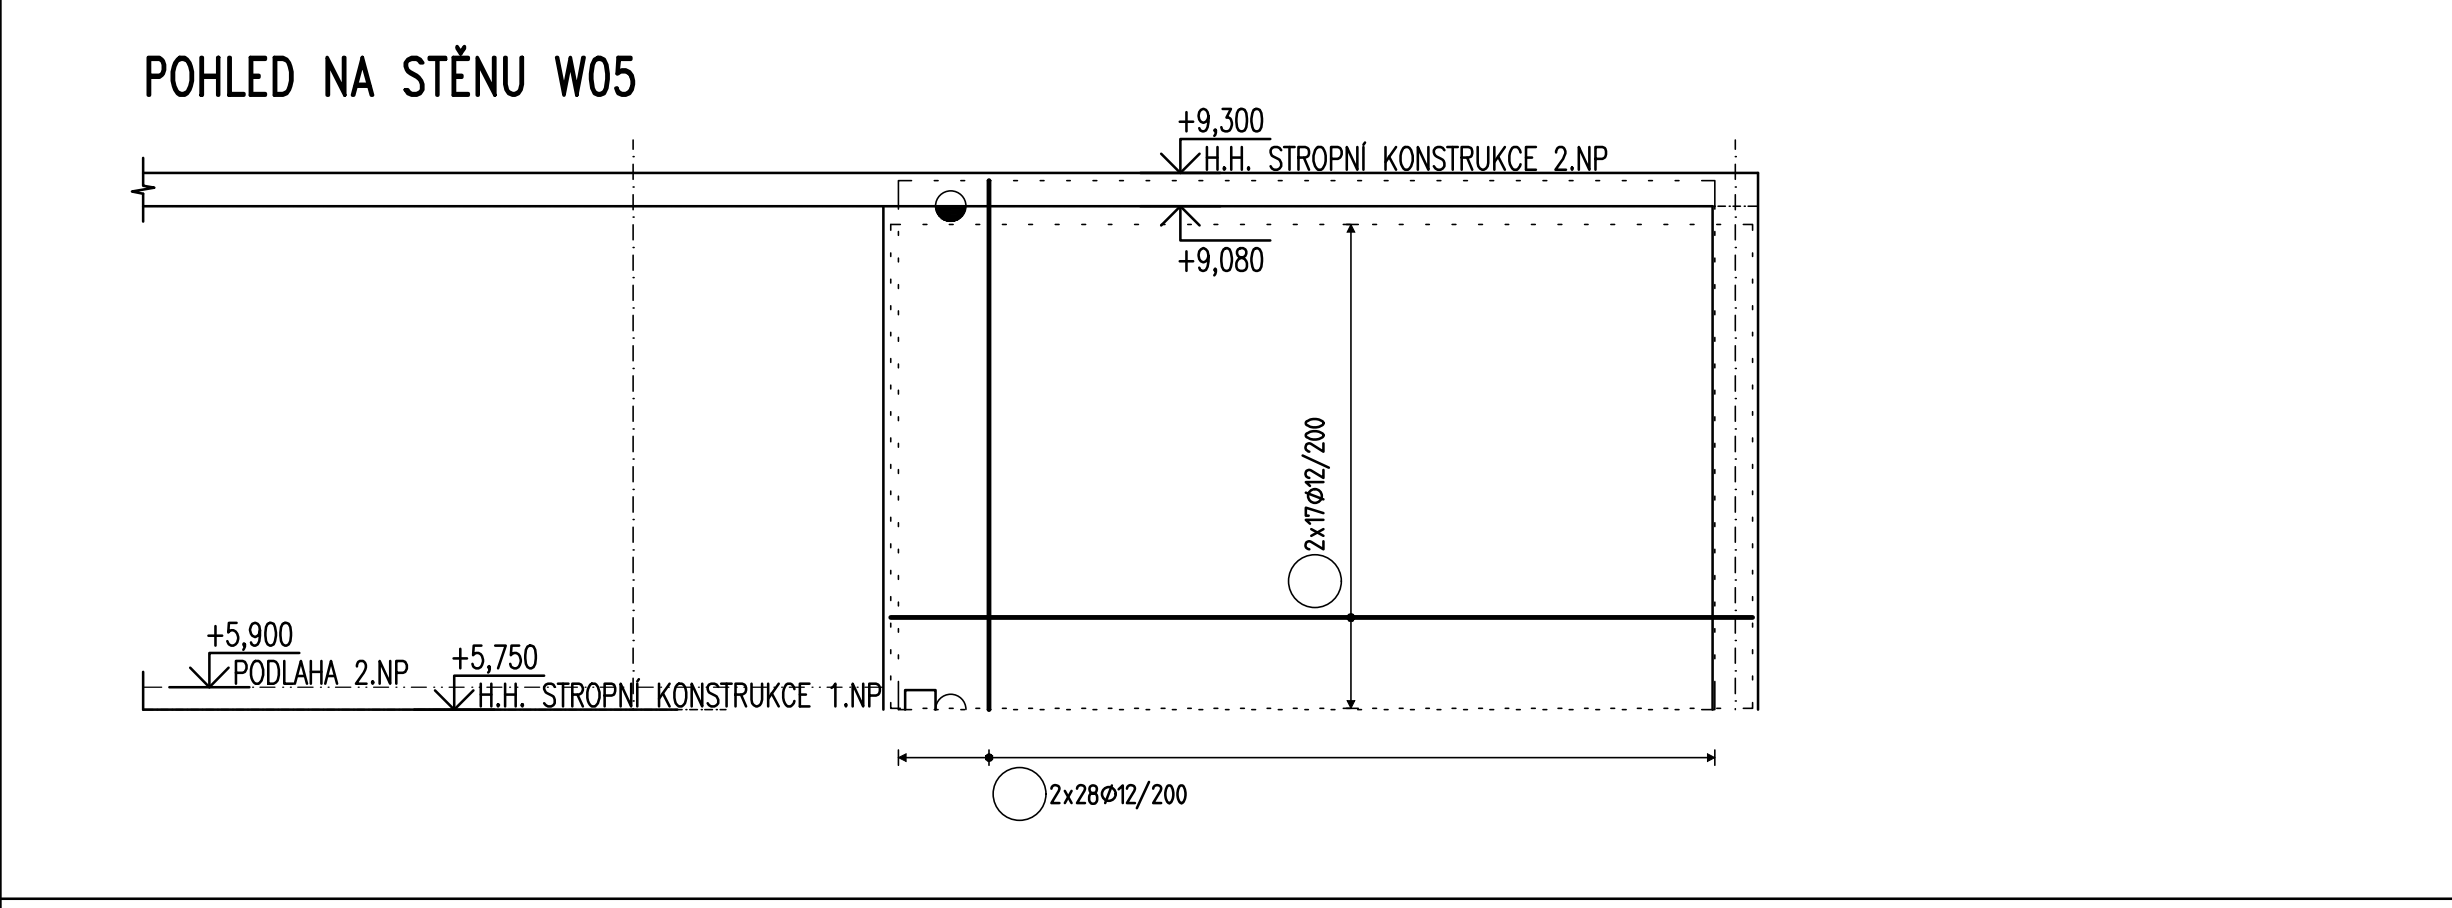 POHLED NA STĚNU W05
+9,300
H.H. STROPNÍ KONSTRUKCE 2.NP
+9,080
2x17Ø12/200
+5,900
PODLAHA 2.NP
+5,750
H.H. STROPNÍ KONSTRUKCE 1.NP
2x28Ø12/200